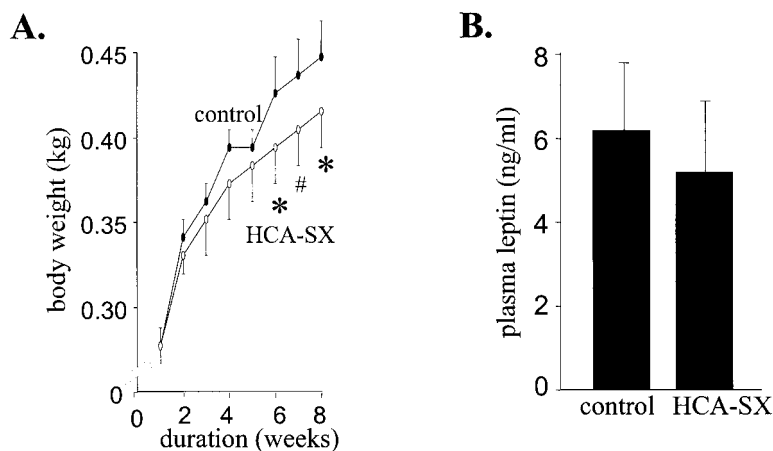 A.
0.45
0.40
0.35
0.30
0
body weight (kg)
control
*
#
*
HCA-SX
0 2 4 6 8
duration (weeks)
B.
8
6
4
2
0
plasma leptin (ng/ml)
control HCA-SX